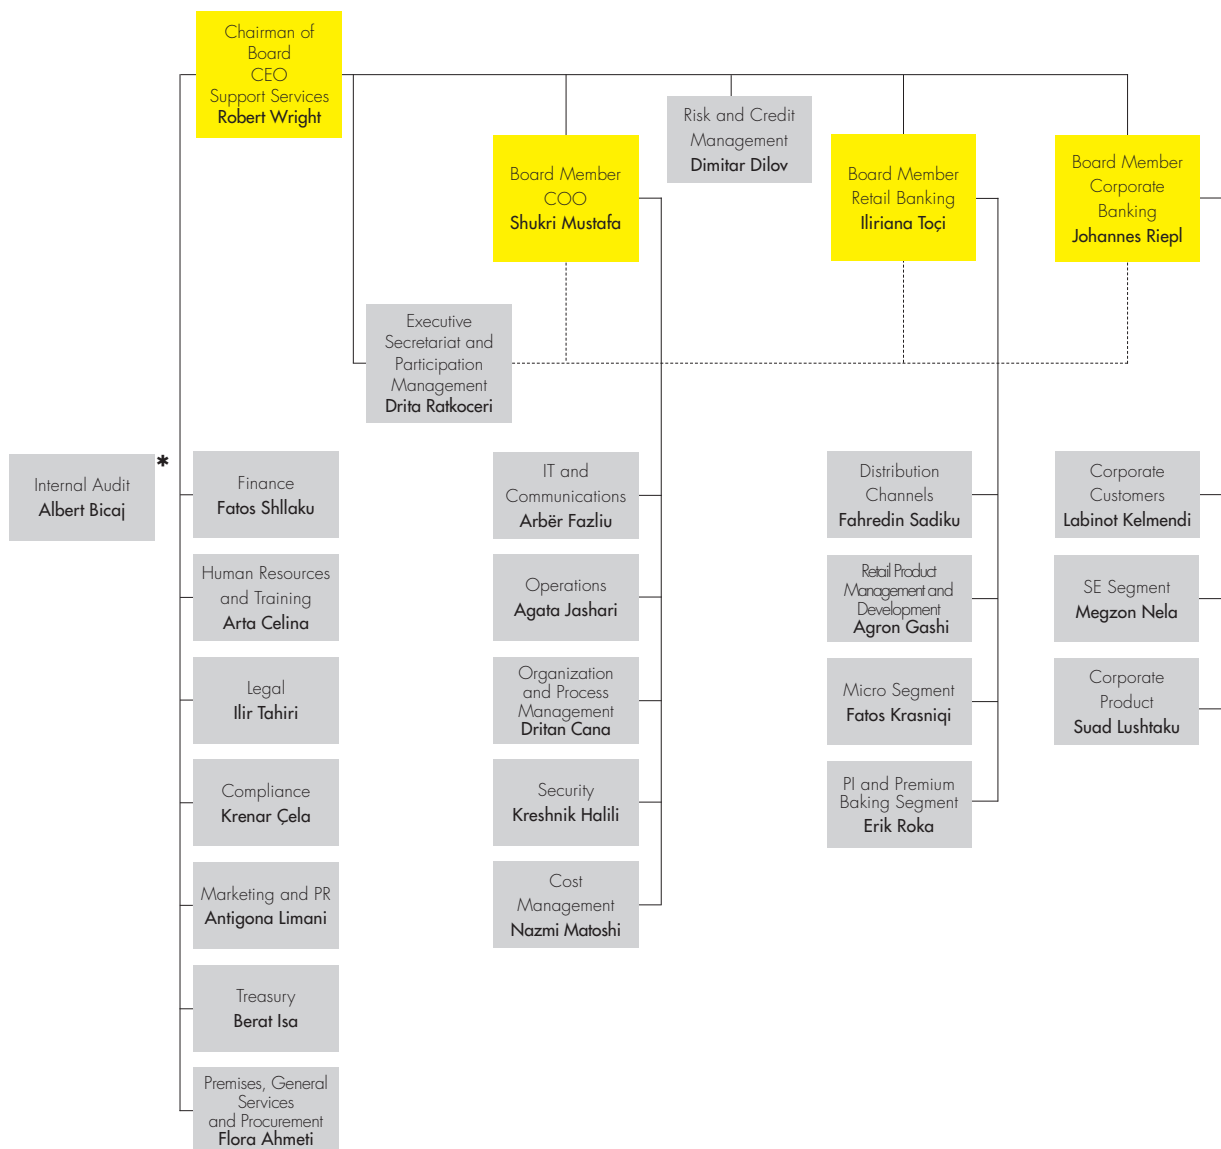 Chairman of
Board
CEO
Support Services
Robert Wright
Risk and Credit
Management
Dimitar Dilov
Board Member
COO
Shukri Mustafa
Board Member
Retail Banking
Iliriana Toçi
Board Member
Corporate
Banking
Johannes Riepl
Executive
Secretariat and
Participation
Management
Drita Ratkoceri
Internal Audit
Albert Bicaj
*
Finance
Fatos Shllaku
Human Resources
and Training
Arta Celina
Legal
Ilir Tahiri
Compliance
Krenar Çela
Marketing and PR
Antigona Limani
Treasury
Berat Isa
Premises, General
Services
and Procurement
Flora Ahmeti
IT and
Communications
Arbër Fazliu
Operations
Agata Jashari
Organization
and Process
Management
Dritan Cana
Security
Kreshnik Halili
Cost
Management
Nazmi Matoshi
Distribution
Channels
Fahredin Sadiku
Retail Product
Management and
Development
Agron Gashi
Micro Segment
Fatos Krasniqi
PI and Premium
Baking Segment
Erik Roka
Corporate
Customers
Labinot Kelmendi
SE Segment
Megzon Nela
Corporate
Product
Suad Lushtaku